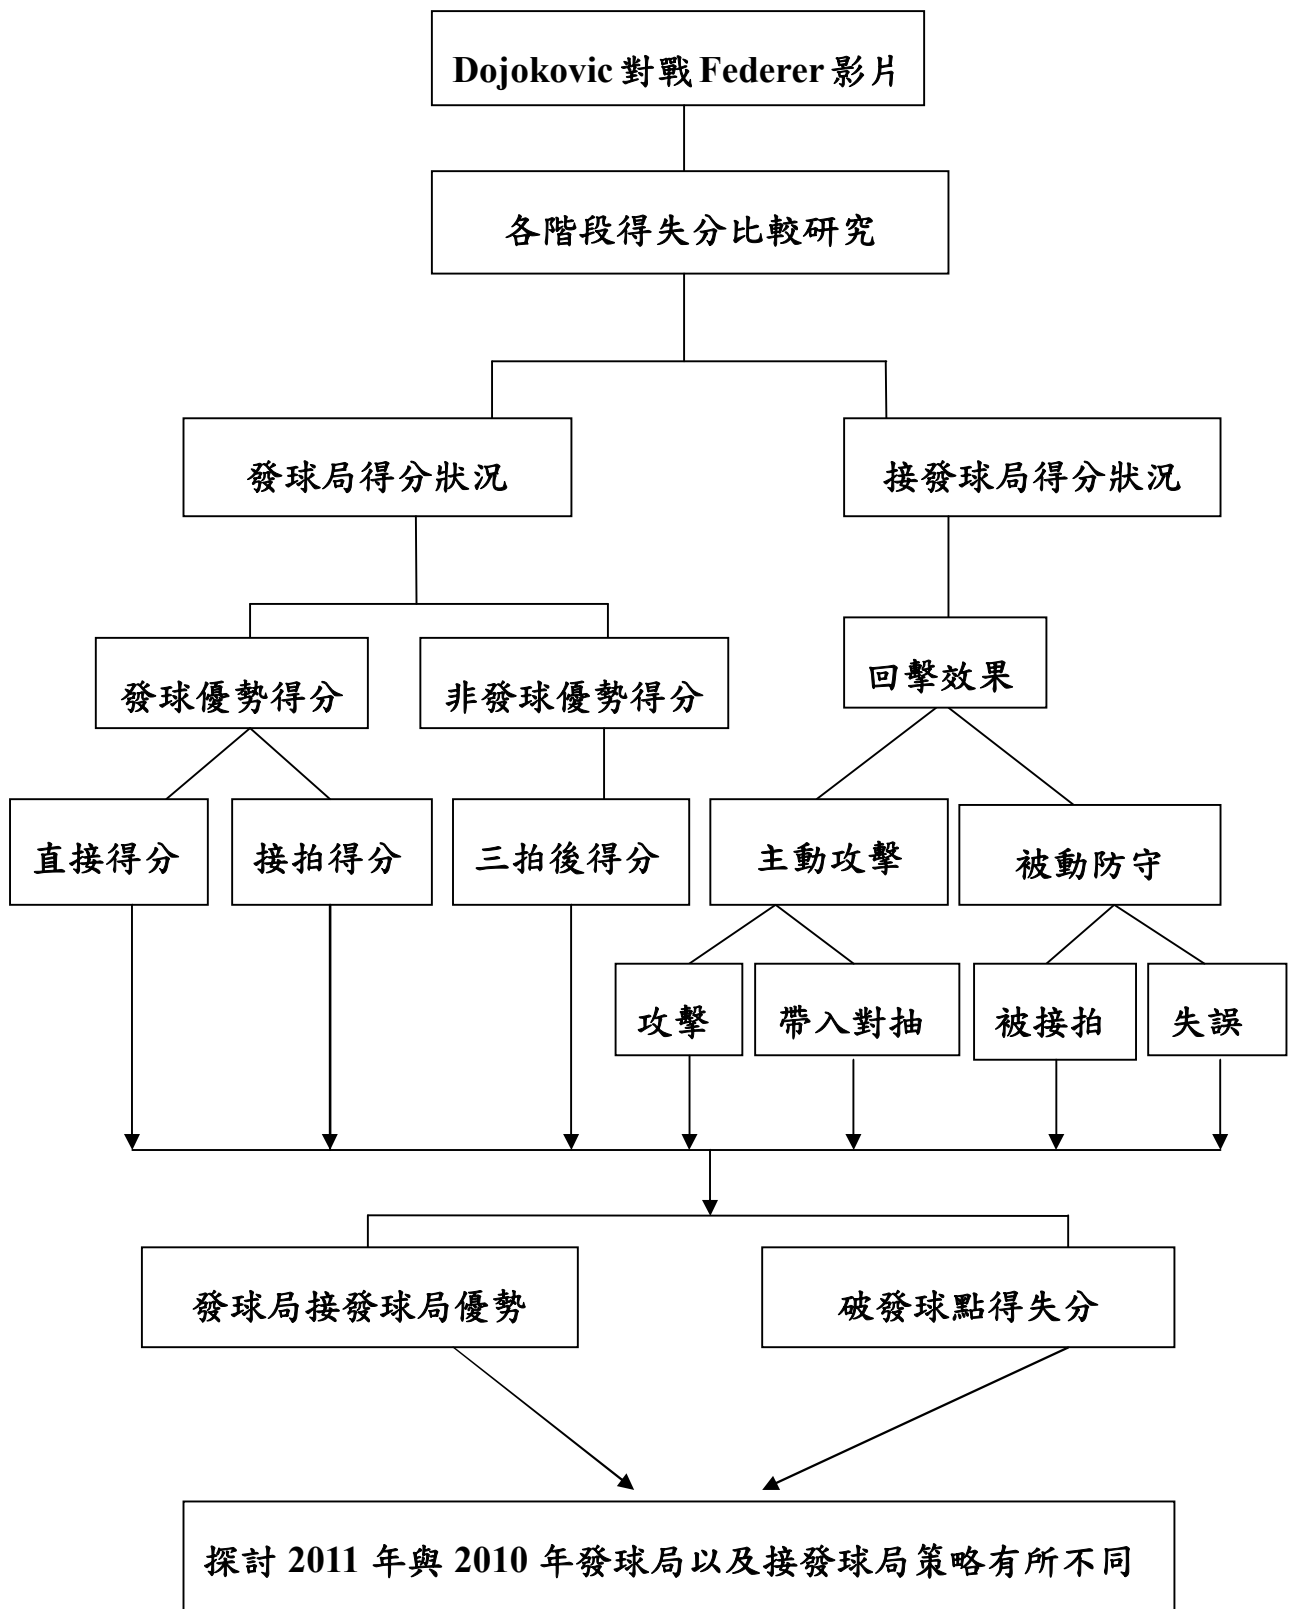 Dojokovic 對戰 Federer 影片
各階段得失分比較研究
發球局得分狀況
接發球局得分狀況
發球優勢得分
非發球優勢得分
回擊效果
直接得分
接拍得分
三拍後得分
主動攻擊
被動防守
攻擊
帶入對抽
被接拍
失誤
發球局接發球局優勢
破發球點得失分
探討 2011 年與 2010 年發球局以及接發球局策略有所不同